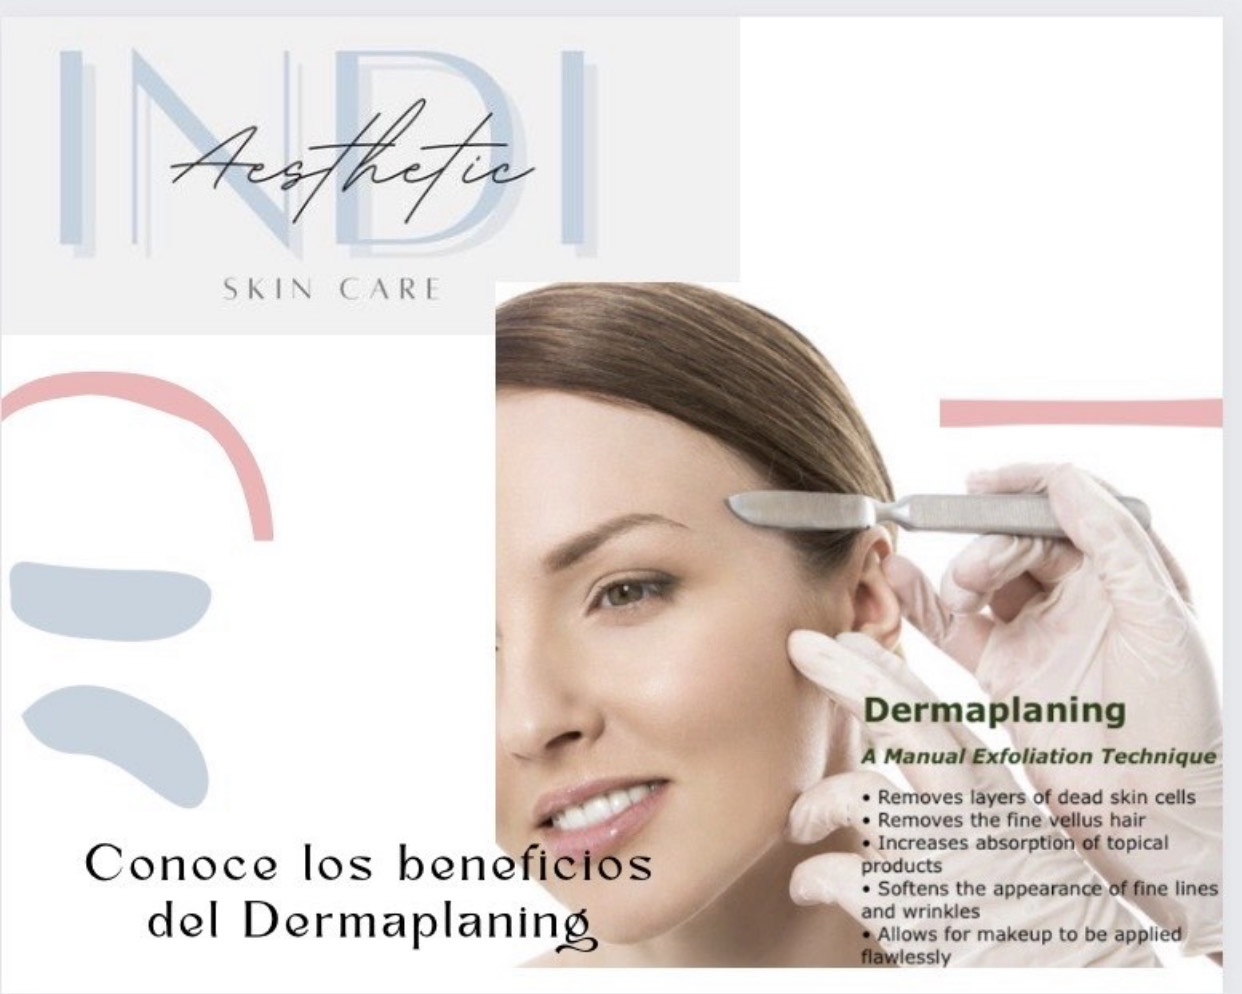 INDI
Aesthetic
SKIN CARE
Dermaplaning
A Manual Exfoliation Technique
• Removes layers of dead skin cells
• Removes the fine vellus hair
• Increases absorption of topical
products
• Softens the appearance of fine lines
and wrinkles
• Allows for makeup to be applied
flawlessly
Conoce los beneficios
del Dermaplaning